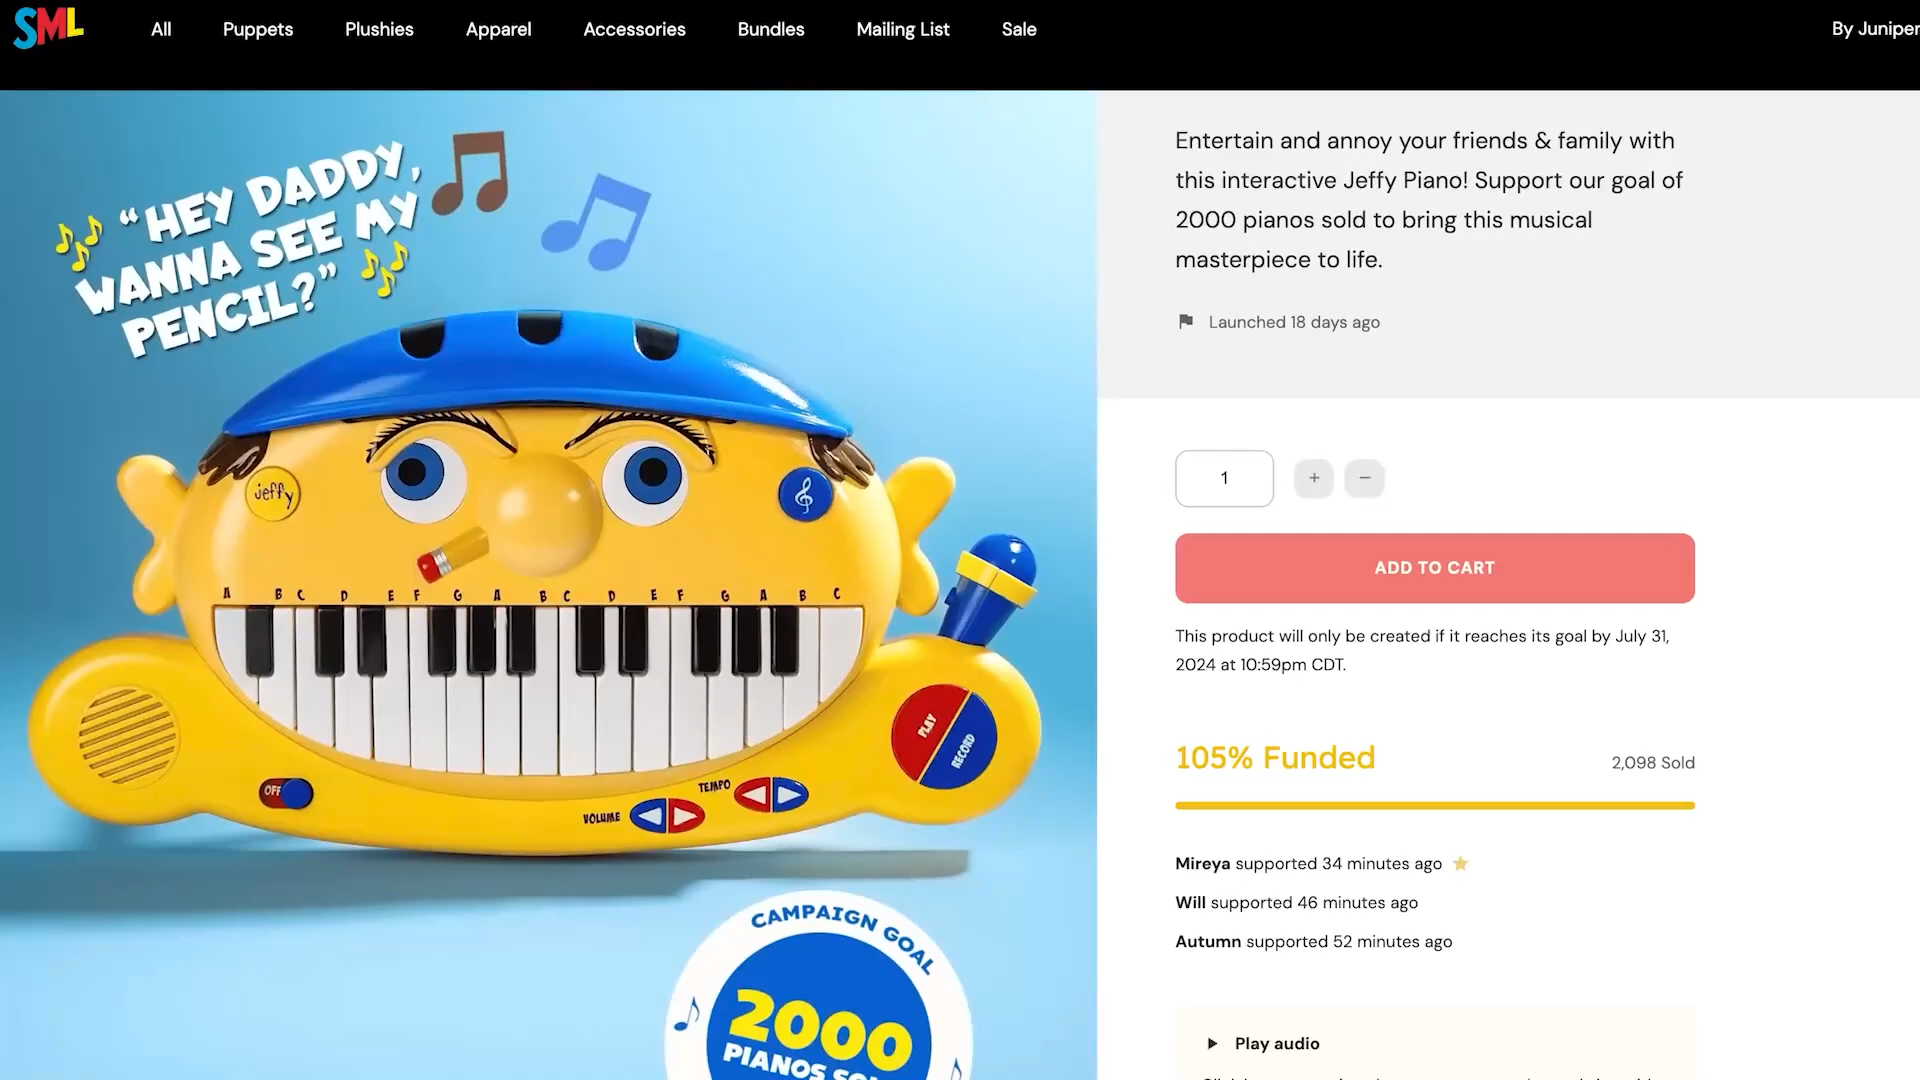 SML
All
Puppets
Plushies
Apparel
Accessories
Bundles
Mailing List
Sale
By Juniper
"HEY DADDY,
WANNA SEE MY
PENCIL?"
jeffy
A B C D E F G A B C D E F G A B C
PLAY
RECORD
OFF
TEMPO
VOLUME
CAMPAIGN GOAL
2000
PIANOS
Entertain and annoy your friends & family with
this interactive Jeffy Piano! Support our goal of
2000 pianos sold to bring this musical
masterpiece to life.
Launched 18 days ago
1
+
−
ADD TO CART
This product will only be created if it reaches its goal by July 31,
2024 at 10:59pm CDT.
105% Funded
2,098 Sold
Mireya supported 34 minutes ago
Will supported 46 minutes ago
Autumn supported 52 minutes ago
Play audio